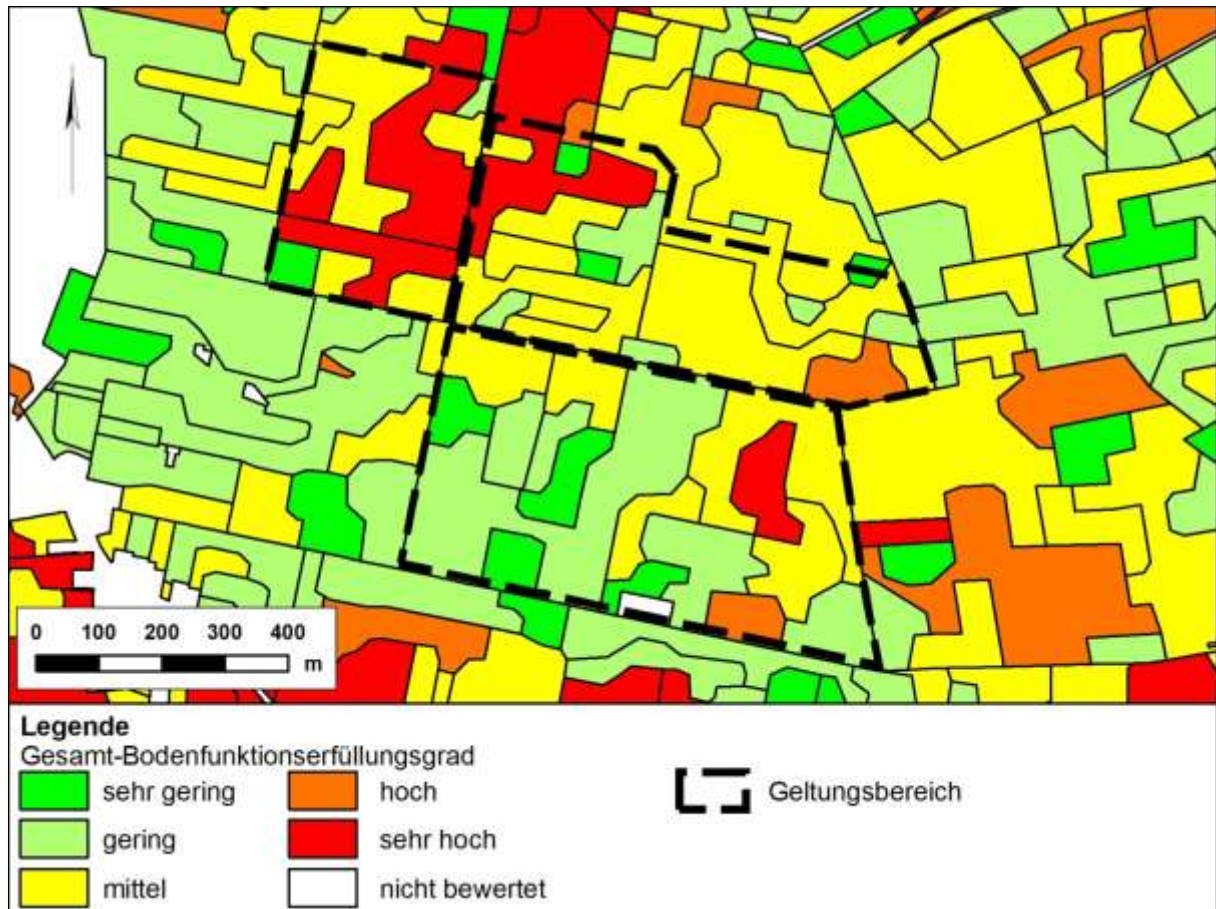 0 100 200 300 400
m
Legende
Gesamt-Bodenfunktionserfüllungsgrad
sehr gering
hoch
Geltungsbereich
gering
sehr hoch
mittel
nicht bewertet